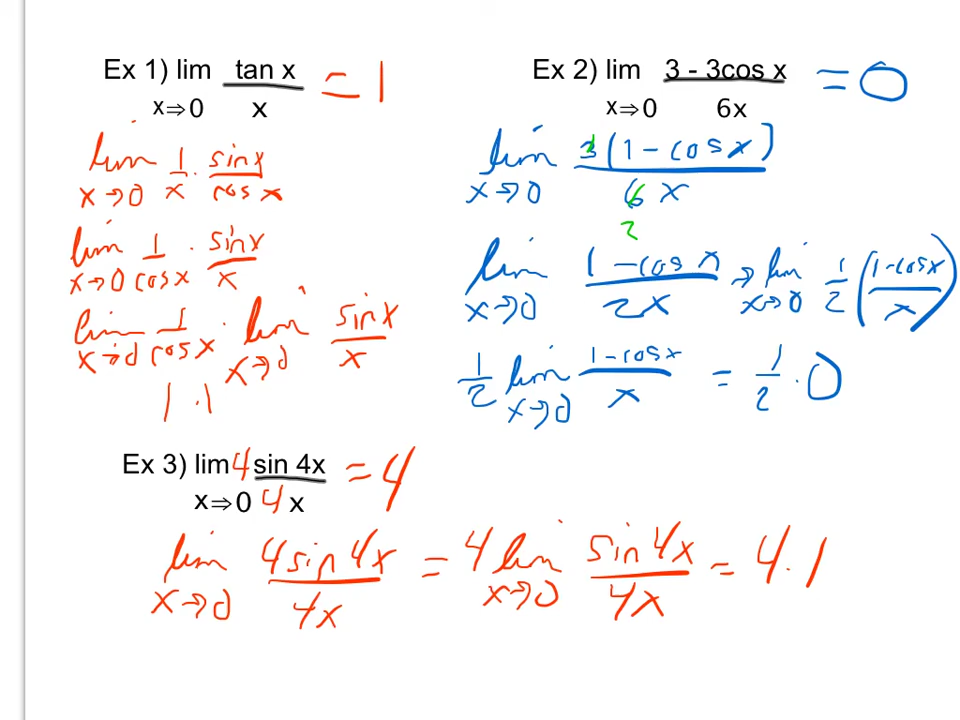 Ex 1) lim tan x = 1
x⇒0 x
lim 1 · sin x
x→0 x cos x
lim 1 · sin x
x→0 cos x x
lim 1 · lim sin x
x→0 cos x x→0 x
1 · 1
Ex 2) lim 3 - 3cos x = 0
x⇒0 6x
lim 3 1 (1 - cos x)
x→0 6 x
2
lim 1 - cos x → lim 1 (1 - cos x)
x→0 2x x→0 2 x
1 lim 1 - cos x = 1 · 0
2 x→0 x 2
Ex 3) lim 4 sin 4x = 4
x⇒0 4 x
lim 4 sin 4x = 4 lim sin 4x = 4 · 1
x→0 4x x→0 4x